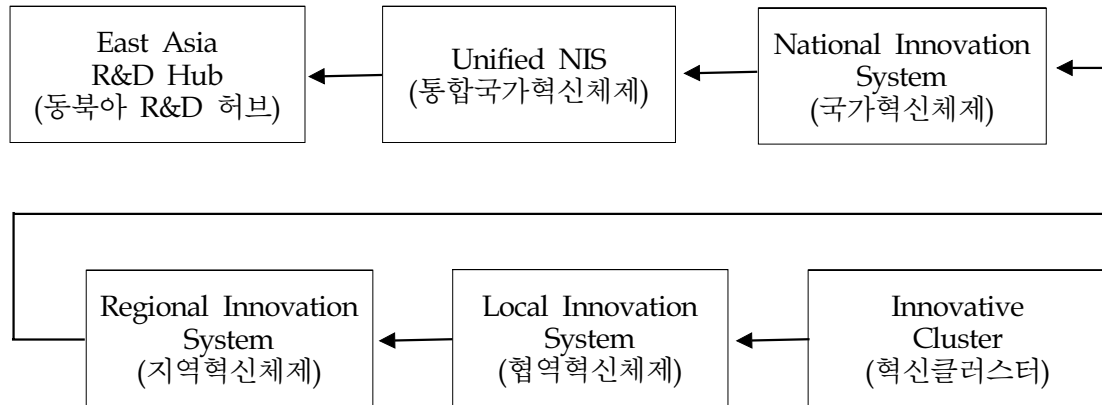 East Asia
R&D Hub
(동북아 R&D 허브)
Unified NIS
(통합국가혁신체제)
National Innovation
System
(국가혁신체제)
Regional Innovation
System
(지역혁신체제)
Local Innovation
System
(협역혁신체제)
Innovative
Cluster
(혁신클러스터)